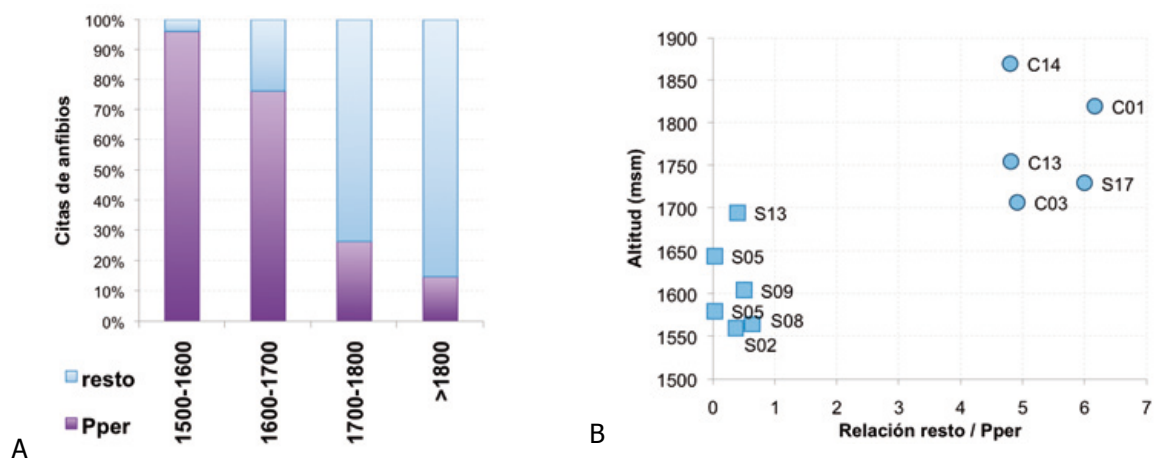 100%
90%
80%
70%
60%
50%
40%
30%
20%
10%
0%
Citas de anfibios
1500-1600
1600-1700
1700-1800
>1800
resto
Pper
A
1900
1850
1800
1750
1700
1650
1600
1550
1500
Altitud (msm)
C14
C01
C13
S17
C03
S13
S05
S09
S05
S08
S02
0 1 2 3 4 5 6 7
Relación resto / Pper
B